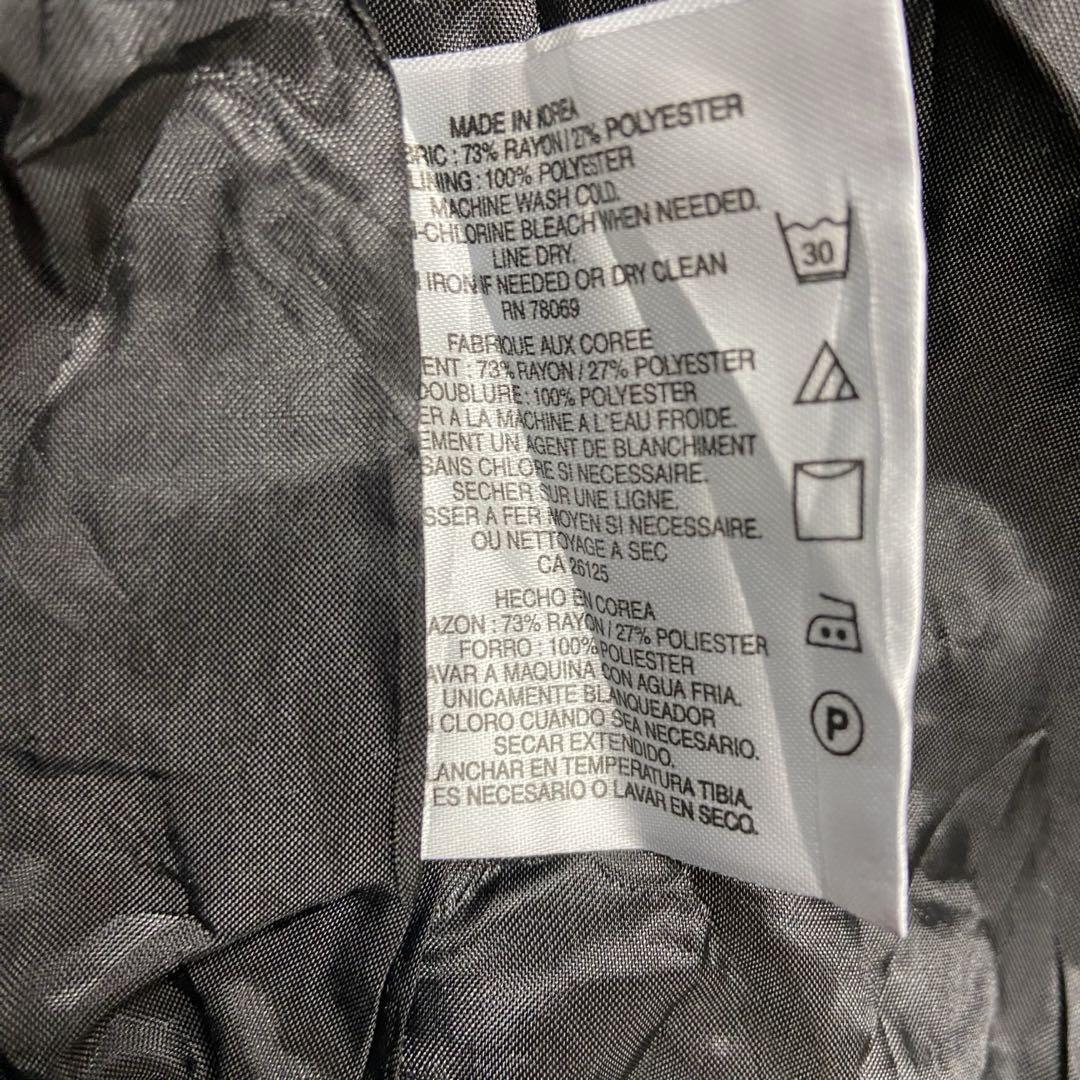 MADE IN KOREA
RIC : 73% RAYON / 27% POLYESTER
LINING : 100% POLYESTER
MACHINE WASH COLD.
-CHLORINE BLEACH WHEN NEEDED.
LINE DRY.
IRON IF NEEDED OR DRY CLEAN
RN 78069
FABRIQUE AUX COREE
ENT : 73% RAYON / 27% POLYESTER
DOUBLURE : 100% POLYESTER
ER A LA MACHINE A L'EAU FROIDE.
EMENT UN AGENT DE BLANCHIMENT
SANS CHLORE SI NECESSAIRE.
SECHER SUR UNE LIGNE.
SSER A FER MOYEN SI NECESSAIRE.
OU NETTOYAGE A SEC
CA 26125
HECHO EN COREA
AZON : 73% RAYON / 27% POLIESTER
FORRO : 100% POLIESTER
AVAR A MAQUINA CON AGUA FRIA.
UNICAMENTE BLANQUEADOR
CLORO CUANDO SEA NECESARIO.
SECAR EXTENDIDO.
LANCHAR EN TEMPERATURA TIBIA.
ES NECESARIO O LAVAR EN SECO.
30
P